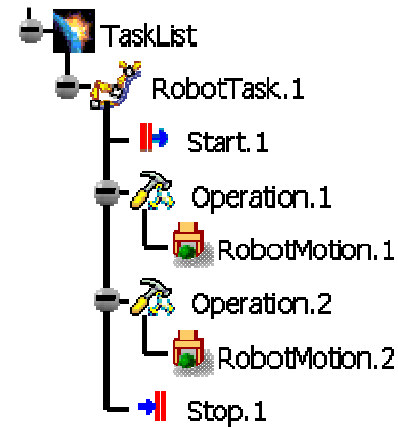 TaskList
RobotTask.1
Start.1
Operation.1
RobotMotion.1
Operation.2
RobotMotion.2
Stop.1